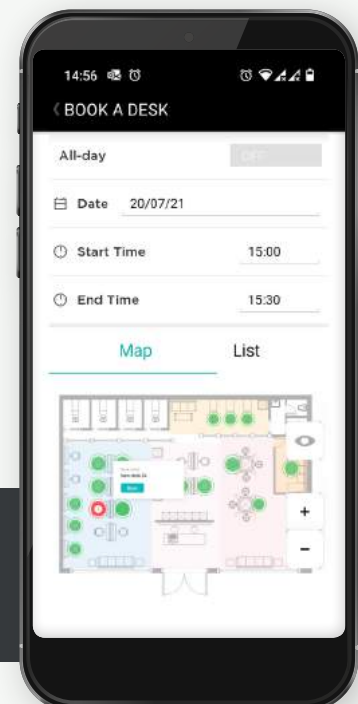 14:56
BOOK A DESK
All-day OFF
Date 20/07/21
Start Time 15:00
End Time 15:30
Map List
+
-